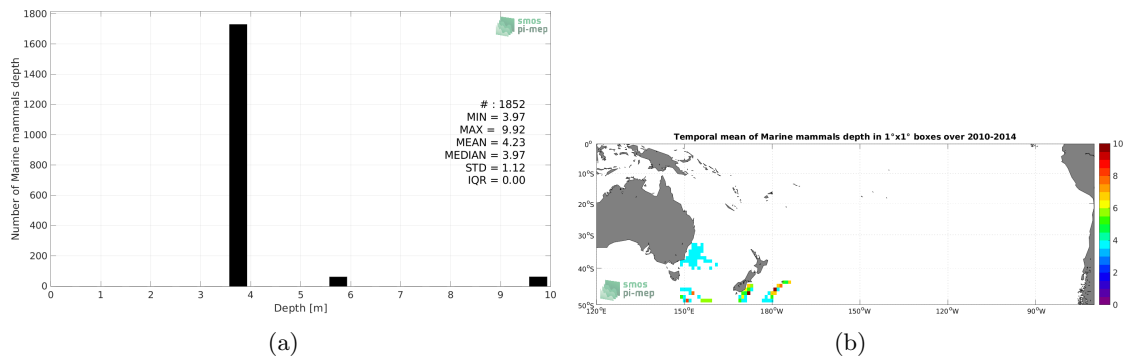 1800
1600
1400
1200
1000
800
600
400
200
0
Number of Marine mammals depth
0 1 2 3 4 5 6 7 8 9 10
Depth [m]
smos
pi-mep
# : 1852
MIN = 3.97
MAX = 9.92
MEAN = 4.23
MEDIAN = 3.97
STD = 1.12
IQR = 0.00
(a)
Temporal mean of Marine mammals depth in 1°x1° boxes over 2010-2014
0°
10°S
20°S
30°S
40°S
50°S
120°E 150°E 180°W 150°W 120°W 90°W
10
8
6
4
2
0
smos
pi-mep
(b)